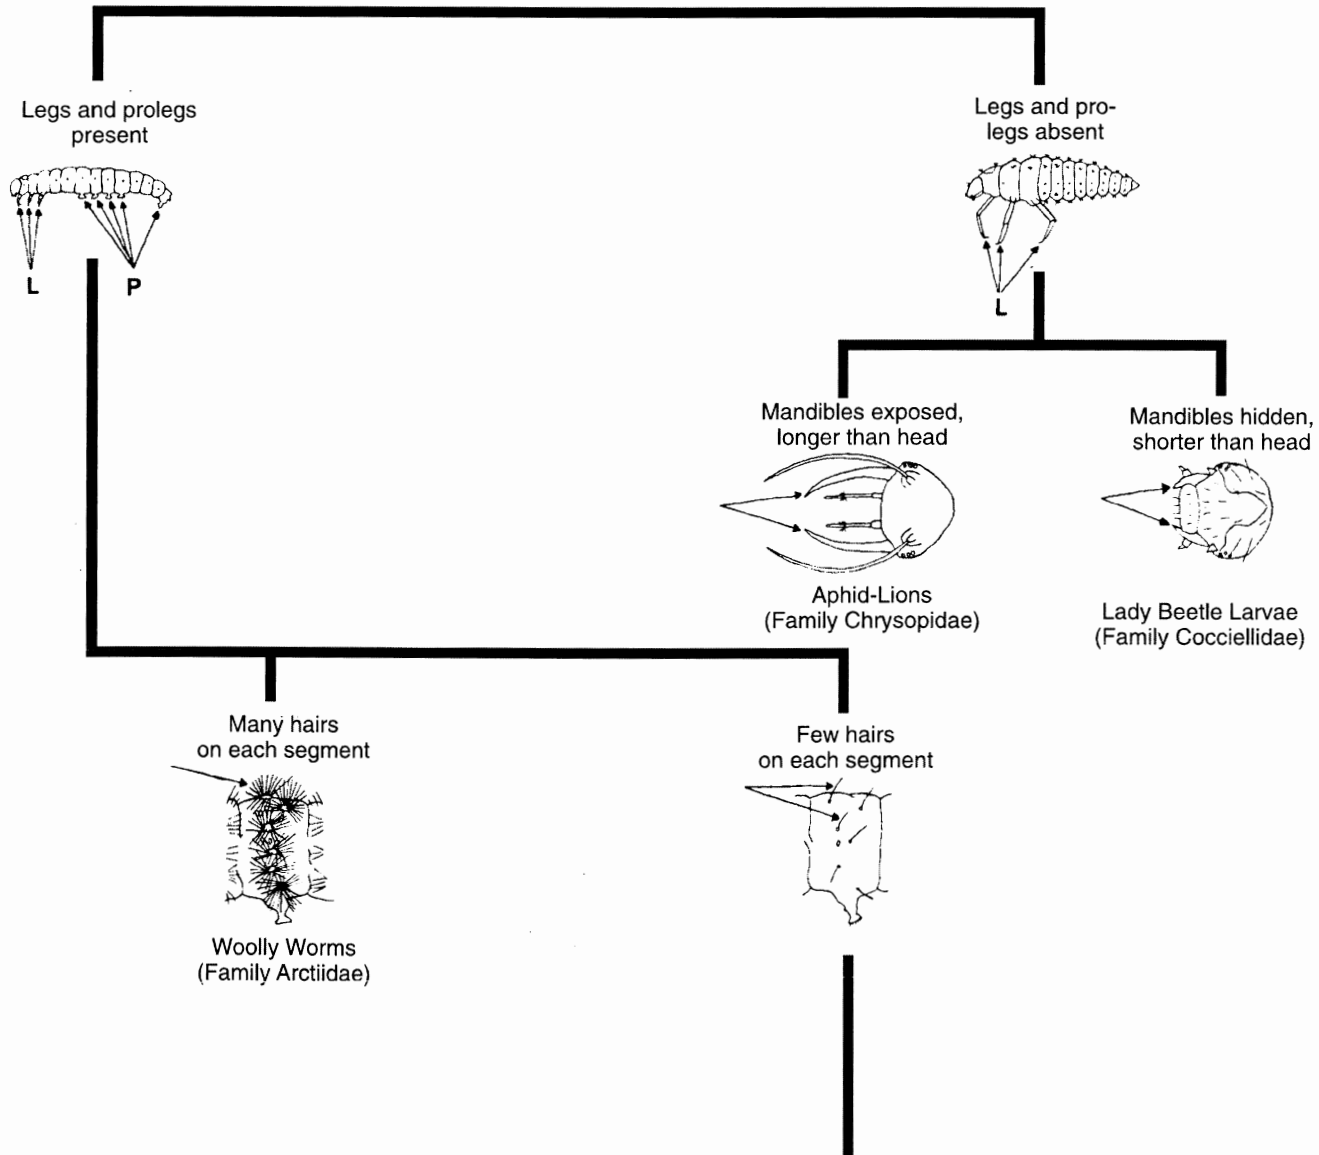 Legs and prolegs
present
L
P
Legs and pro-
legs absent
L
Mandibles exposed,
longer than head
Aphid-Lions
(Family Chrysopidae)
Mandibles hidden,
shorter than head
Lady Beetle Larvae
(Family Cocciellidae)
Many hairs
on each segment
Woolly Worms
(Family Arctiidae)
Few hairs
on each segment